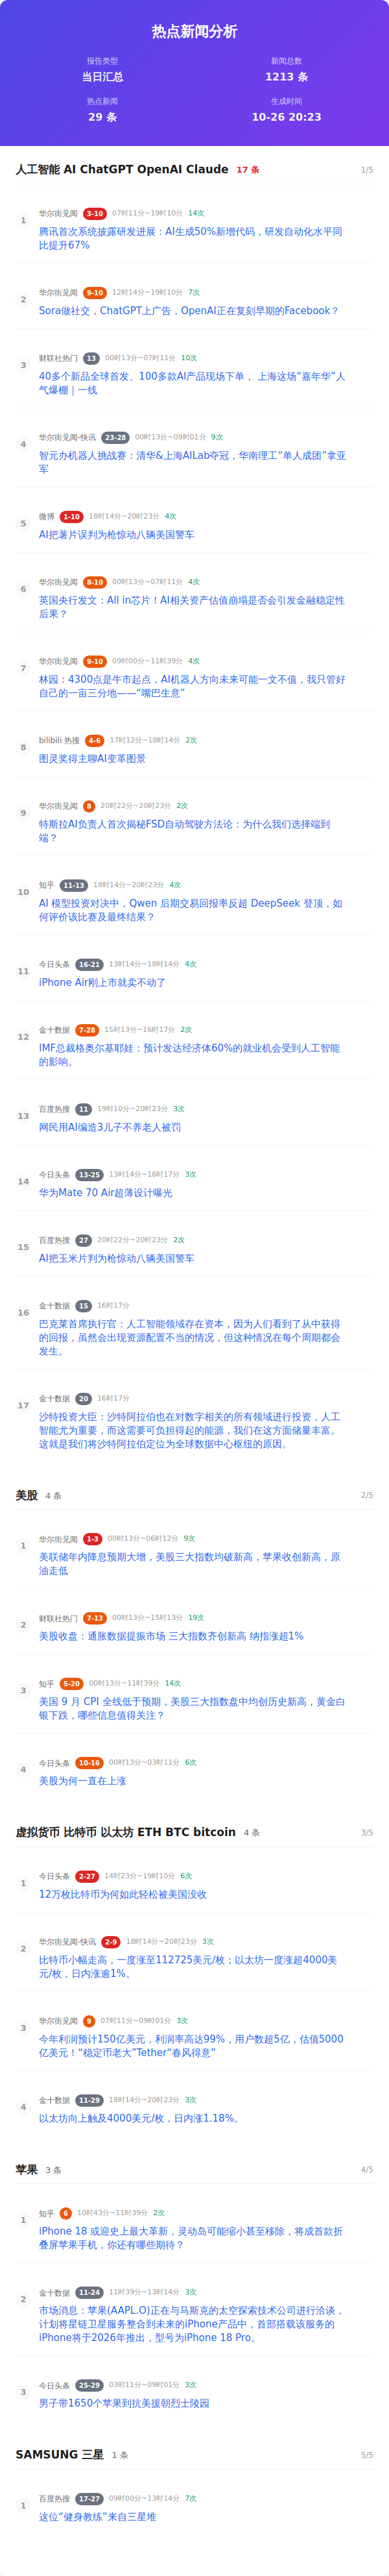 热点新闻分析
报告类型
新闻总数
当日汇总
1213 条
热点新闻
生成时间
29 条
10-26 20:23
人工智能 AI ChatGPT OpenAI Claude 17 条 1/5
1
华尔街见闻 3-10 07时11分~19时10分 14次
腾讯首次系统披露研发进展：AI生成50%新增代码，研发自动化水平同
比提升67%
2
华尔街见闻 9-10 12时14分~19时10分 7次
Sora做社交，ChatGPT上广告，OpenAI正在复刻早期的Facebook？
3
财联社热门 13 00时13分~07时11分 10次
40多个新品全球首发、100多款AI产品现场下单， 上海这场“嘉年华”人
气爆棚｜一线
4
华尔街见闻-快讯 23-28 00时13分~09时01分 9次
智元办机器人挑战赛：清华&上海AILab夺冠，华南理工“单人成团”拿亚
军
5
微博 1-10 18时14分~20时23分 4次
AI把薯片误判为枪惊动八辆美国警车
6
华尔街见闻 8-10 00时13分~07时11分 4次
英国央行发文：All in芯片！AI相关资产估值崩塌是否会引发金融稳定性
后果？
7
华尔街见闻 9-10 09时00分~11时39分 4次
林园：4300点是牛市起点，AI机器人方向未来可能一文不值，我只管好
自己的一亩三分地——“嘴巴生意”
8
bilibili 热搜 4-6 17时12分~18时14分 2次
图灵奖得主聊AI变革图景
9
华尔街见闻 8 20时22分~20时23分 2次
特斯拉AI负责人首次揭秘FSD自动驾驶方法论：为什么我们选择端到
端？
10
知乎 11-13 18时14分~20时23分 4次
AI 模型投资对决中，Qwen 后期交易回报率反超 DeepSeek 登顶，如
何评价该比赛及最终结果？
11
今日头条 16-21 13时14分~18时14分 4次
iPhone Air刚上市就卖不动了
12
金十数据 7-28 15时13分~16时17分 2次
IMF总裁格奥尔基耶娃：预计发达经济体60%的就业机会受到人工智能
的影响。
13
百度热搜 11 19时10分~20时23分 3次
网民用AI编造3儿子不养老人被罚
14
今日头条 13-25 13时14分~16时17分 3次
华为Mate 70 Air超薄设计曝光
15
百度热搜 27 20时22分~20时23分 2次
AI把玉米片判为枪惊动八辆美国警车
16
金十数据 15 16时17分
巴克莱首席执行官：人工智能领域存在资本，因为人们看到了从中获得
的回报，虽然会出现资源配置不当的情况，但这种情况在每个周期都会
发生。
17
金十数据 20 16时17分
沙特投资大臣：沙特阿拉伯也在对数字相关的所有领域进行投资，人工
智能尤为重要，而这需要可负担得起的能源，我们在这方面储量丰富。
这就是我们将沙特阿拉伯定位为全球数据中心枢纽的原因。
美股 4 条 2/5
1
华尔街见闻 1-3 00时13分~06时12分 9次
美联储年内降息预期大增，美股三大指数均破新高，苹果收创新高，原
油走低
2
财联社热门 7-13 00时13分~15时13分 19次
美股收盘：通胀数据提振市场 三大指数齐创新高 纳指涨超1%
3
知乎 5-20 00时13分~11时39分 14次
美国 9 月 CPI 全线低于预期，美股三大指数盘中均创历史新高，黄金白
银下跌，哪些信息值得关注？
4
今日头条 10-16 00时13分~03时11分 6次
美股为何一直在上涨
虚拟货币 比特币 以太坊 ETH BTC bitcoin 4 条 3/5
1
今日头条 2-27 14时23分~19时10分 6次
12万枚比特币为何如此轻松被美国没收
2
华尔街见闻-快讯 2-9 18时14分~20时23分 3次
比特币小幅走高，一度涨至112725美元/枚；以太坊一度涨超4000美
元/枚，日内涨逾1%。
3
华尔街见闻 9 07时11分~09时01分 3次
今年利润预计150亿美元，利润率高达99%，用户数超5亿，估值5000
亿美元！“稳定币老大”Tether“春风得意”
4
金十数据 11-29 18时14分~20时23分 3次
以太坊向上触及4000美元/枚，日内涨1.18%。
苹果 3 条 4/5
1
知乎 6 10时43分~11时39分 2次
iPhone 18 或迎史上最大革新，灵动岛可能缩小甚至移除，将成首款折
叠屏苹果手机，你还有哪些期待？
2
金十数据 11-24 11时39分~13时14分 3次
市场消息：苹果(AAPL.O)正在与马斯克的太空探索技术公司进行洽谈，
计划将星链卫星服务整合到未来的iPhone产品中，首部搭载该服务的
iPhone将于2026年推出，型号为iPhone 18 Pro。
3
今日头条 25-29 03时11分~09时01分 3次
男子带1650个苹果到抗美援朝烈士陵园
SAMSUNG 三星 1 条 5/5
1
百度热搜 17-27 09时00分~13时14分 7次
这位“健身教练”来自三星堆